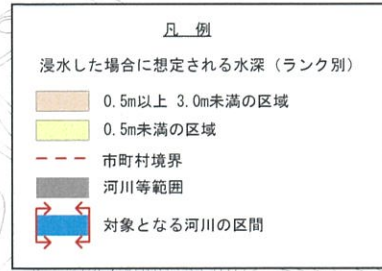 凡 例
浸水した場合に想定される水深（ランク別）
0.5m以上 3.0m未満の区域
0.5m未満の区域
市町村境界
河川等範囲
対象となる河川の区間